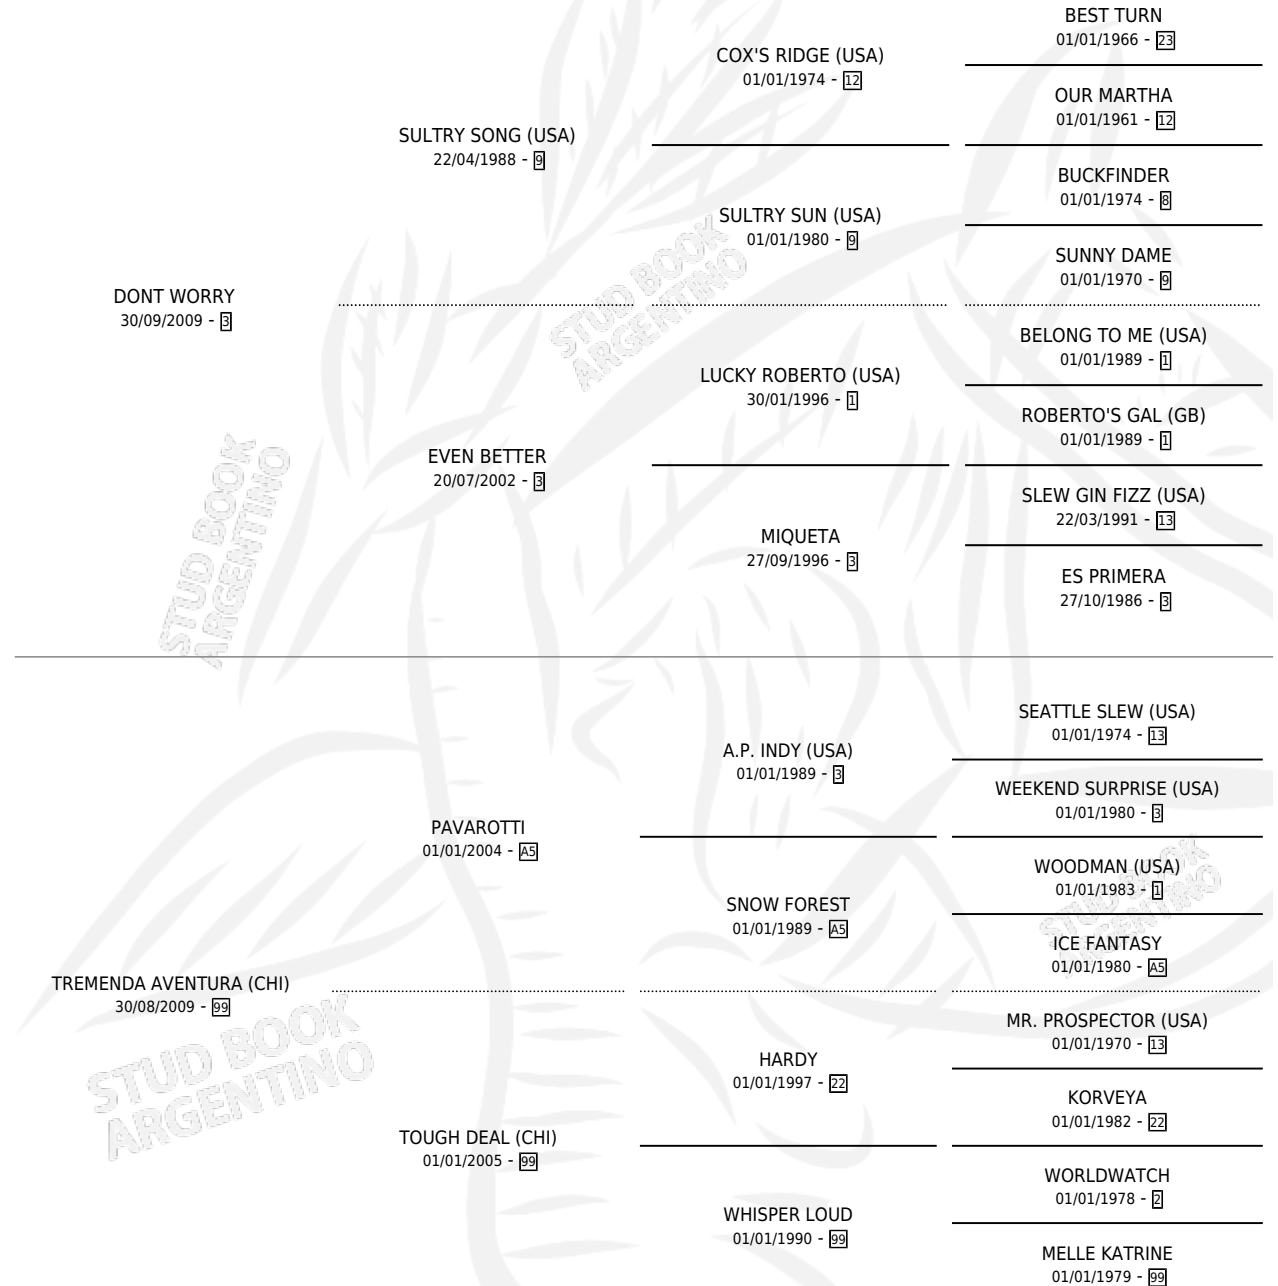 BEST TURN
01/01/1966 - 23
COX'S RIDGE (USA)
01/01/1974 - 12
OUR MARTHA
01/01/1961 - 12
SULTRY SONG (USA)
22/04/1988 - 9
BUCKFINDER
01/01/1974 - 8
SULTRY SUN (USA)
01/01/1980 - 9
SUNNY DAME
01/01/1970 - 9
DONT WORRY
30/09/2009 - 3
STUD BOOK
ARGENTINO
BELONG TO ME (USA)
01/01/1989 - 1
LUCKY ROBERTO (USA)
30/01/1996 - 1
ROBERTO'S GAL (GB)
01/01/1989 - 1
EVEN BETTER
20/07/2002 - 3
SLEW GIN FIZZ (USA)
22/03/1991 - 13
MIQUETA
27/09/1996 - 3
ES PRIMERA
27/10/1986 - 3
STUD BOOK
ARGENTINO
SEATTLE SLEW (USA)
01/01/1974 - 13
A.P. INDY (USA)
01/01/1989 - 3
WEEKEND SURPRISE (USA)
01/01/1980 - 3
PAVAROTTI
01/01/2004 - A5
WOODMAN (USA)
01/01/1983 - 1
SNOW FOREST
01/01/1989 - A5
ICE FANTASY
01/01/1980 - A5
STUD BOOK
ARGENTINO
TREMENDA AVENTURA (CHI)
30/08/2009 - 99
MR. PROSPECTOR (USA)
01/01/1970 - 13
HARDY
01/01/1997 - 22
KORVEYA
01/01/1982 - 22
STUD BOOK
ARGENTINO
TOUGH DEAL (CHI)
01/01/2005 - 99
WORLDWATCH
01/01/1978 - 2
WHISPER LOUD
01/01/1990 - 99
MELLE KATRINE
01/01/1979 - 99